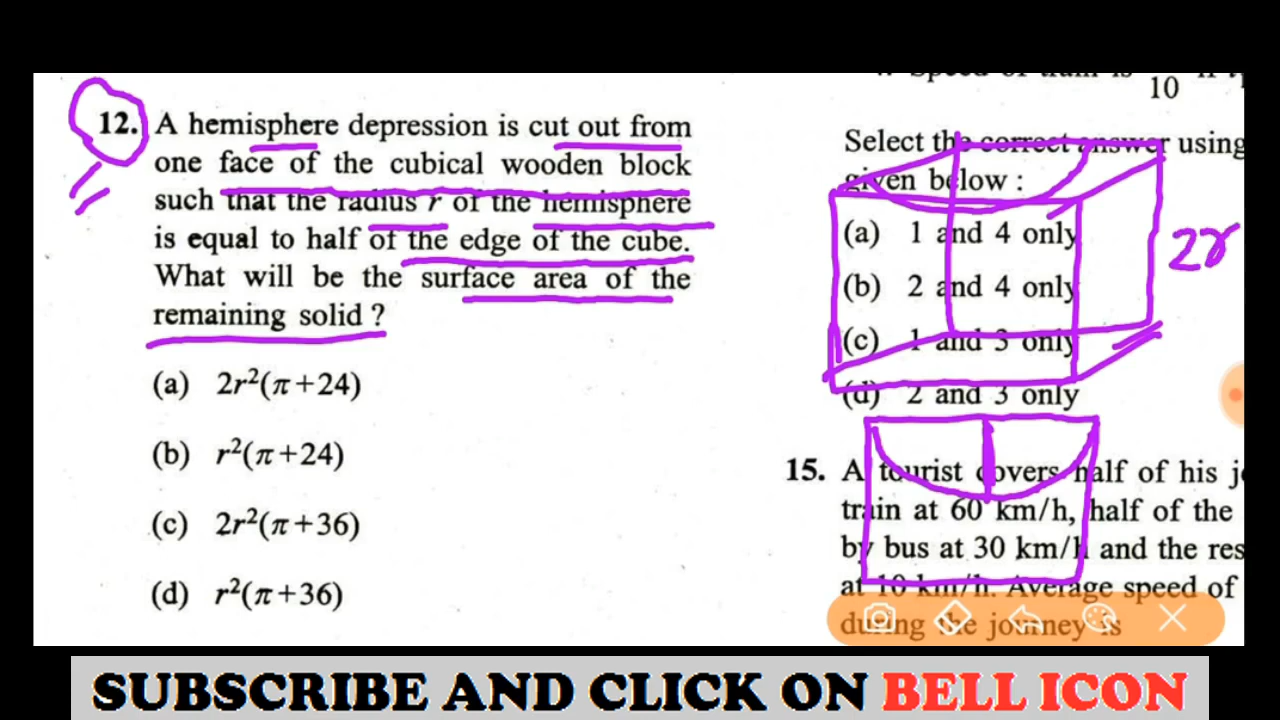 12. A hemisphere depression is cut out from
one face of the cubical wooden block
such that the radius r of the hemisphere
is equal to half of the edge of the cube.
What will be the surface area of the
remaining solid ?
(a) 2r²(π+24)
(b) r²(π+24)
(c) 2r²(π+36)
(d) r²(π+36)
10
Select the correct answer using
given below :
(a) 1 and 4 only
(b) 2 and 4 only
(c) 1 and 3 only
(d) 2 and 3 only
2r
15. A tourist covers half of his
train at 60 km/h, half of the
by bus at 30 km/h and the
at 10 km/h. Average speed of
during the journey is
SUBSCRIBE AND CLICK ON BELL ICON